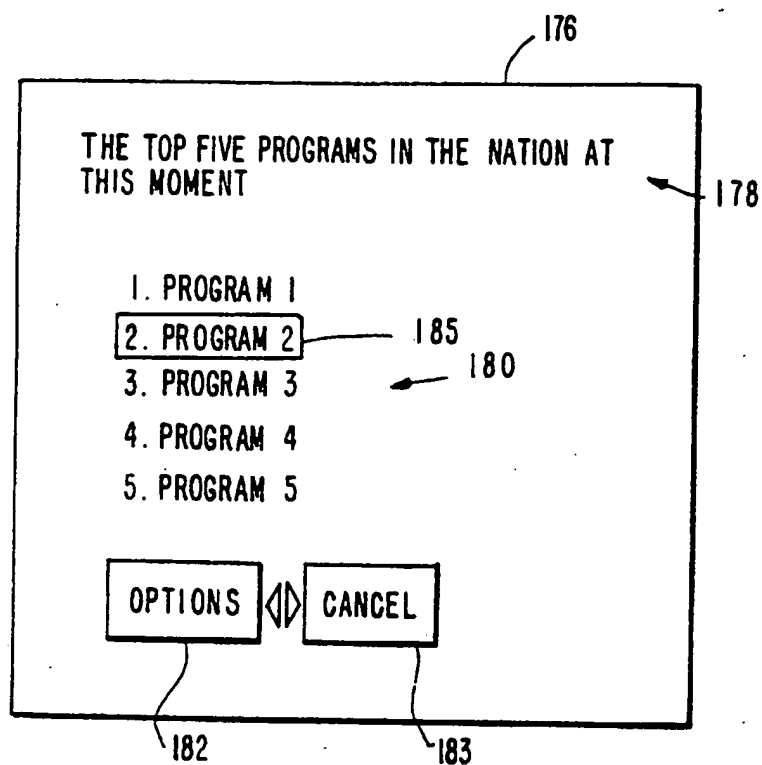 176
THE TOP FIVE PROGRAMS IN THE NATION AT
THIS MOMENT
178
1. PROGRAM 1
2. PROGRAM 2
185
180
3. PROGRAM 3
4. PROGRAM 4
5. PROGRAM 5
OPTIONS
CANCEL
182
183